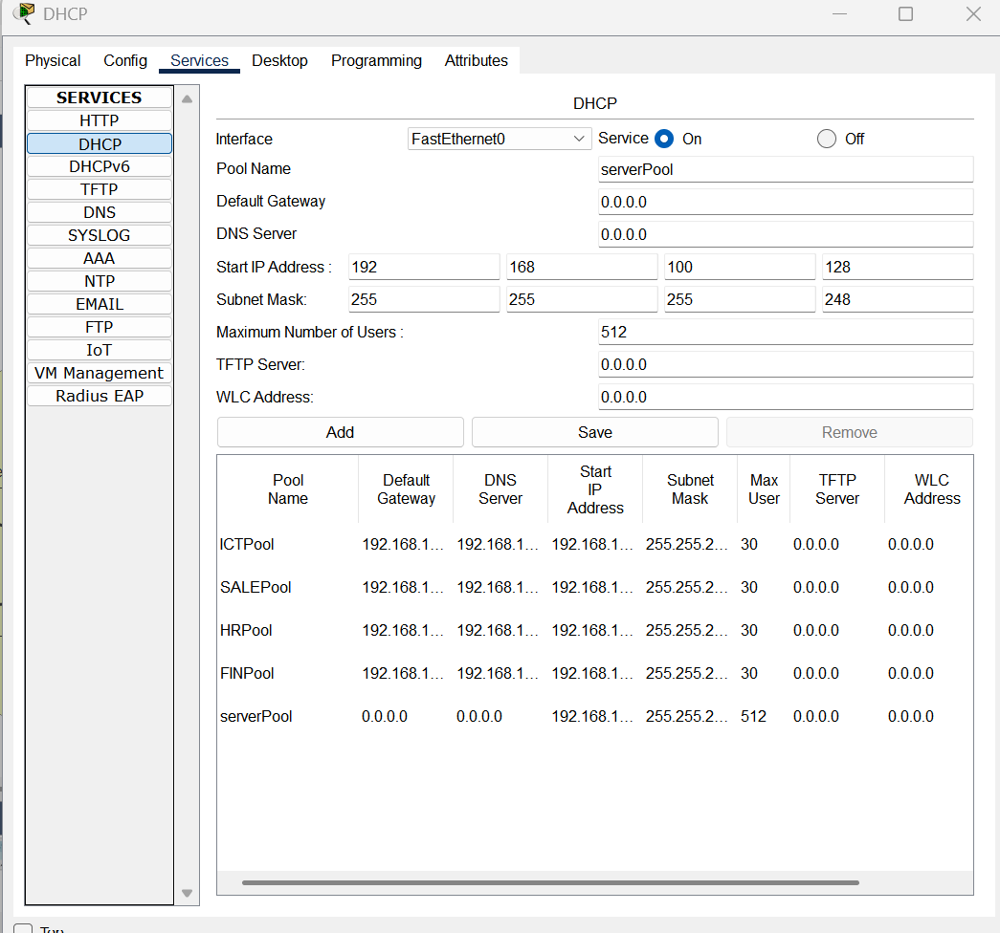 DHCP
Physical Config Services Desktop Programming Attributes
SERVICES
HTTP
DHCP
DHCPv6
TFTP
DNS
SYSLOG
AAA
NTP
EMAIL
FTP
IoT
VM Management
Radius EAP
DHCP
Interface FastEthernet0 Service On Off
Pool Name serverPool
Default Gateway 0.0.0.0
DNS Server 0.0.0.0
Start IP Address : 192 168 100 128
Subnet Mask: 255 255 255 248
Maximum Number of Users : 512
TFTP Server: 0.0.0.0
WLC Address: 0.0.0.0
Add Save Remove
Pool Name Default Gateway DNS Server Start IP Address Subnet Mask Max User TFTP Server WLC Address
ICTPool 192.168.1... 192.168.1... 192.168.1... 255.255.2... 30 0.0.0.0 0.0.0.0
SALEPool 192.168.1... 192.168.1... 192.168.1... 255.255.2... 30 0.0.0.0 0.0.0.0
HRPool 192.168.1... 192.168.1... 192.168.1... 255.255.2... 30 0.0.0.0 0.0.0.0
FINPool 192.168.1... 192.168.1... 192.168.1... 255.255.2... 30 0.0.0.0 0.0.0.0
serverPool 0.0.0.0 0.0.0.0 192.168.1... 255.255.2... 512 0.0.0.0 0.0.0.0
Top